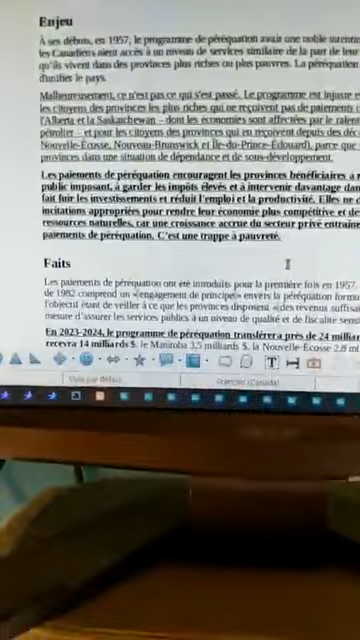 Enjeu
À ses débuts, en 1957, le programme de péréquation avait une noble
les Canadiens aient accès à un niveau de services similaire de la part de leur
qu'ils vivent dans des provinces plus riches ou plus pauvres. La péréquation
d'unifier le pays.
Malheureusement, ce n'est pas ce qui s'est passé. Le programme est injuste
les citoyens des provinces les plus riches qui ne reçoivent pas de paiements
l'Alberta et la Saskatchewan – dont les économies sont affectées par le
pétrolier – et pour les citoyens des provinces qui en reçoivent depuis des
Nouvelle-Écosse, Nouveau-Brunswick et Île-du-Prince-Édouard), parce que
provinces dans une situation de dépendance et de sous-développement.
Les paiements de péréquation encouragent les provinces bénéficiaires à
public imposant, à garder les impôts élevés et à intervenir davantage dan
fait fuir les investissements et réduit l'emploi et la productivité. Elles ne
incitations appropriées pour rendre leur économie plus compétitive et de
ressources naturelles, car une croissance accrue du secteur privé entraîne
paiements de péréquation. C'est une trappe à pauvreté.
Faits
Les paiements de péréquation ont été introduits pour la première fois en 1957.
de 1982 comprend un «engagement de principe» envers la péréquation
l'objectif étant de veiller à ce que les provinces disposent «des revenus
mesure d'assurer les services publics à un niveau de qualité et de fiscalité
En 2023-2024, le programme de péréquation transférera près de 24
recevra 14 milliards $, le Manitoba 3,5 milliards $, la Nouvelle-Écosse 2,8
T
Style par défaut
Français (Canada)